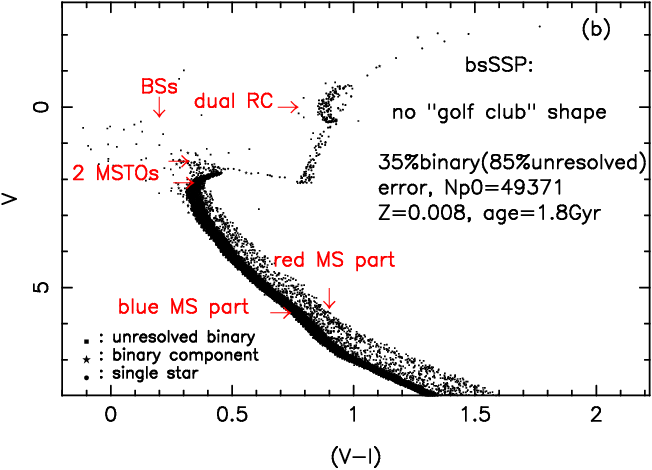 (b)
bsSSP:
BSs
dual RC
no "golf club" shape
2 MSTOs
35%binary(85%unresolved)
error, Np0=49371
Z=0.008, age=1.8Gyr
red MS part
blue MS part
: unresolved binary
: binary component
: single star
V
0
5
0
0.5
1
1.5
2
(V-I)